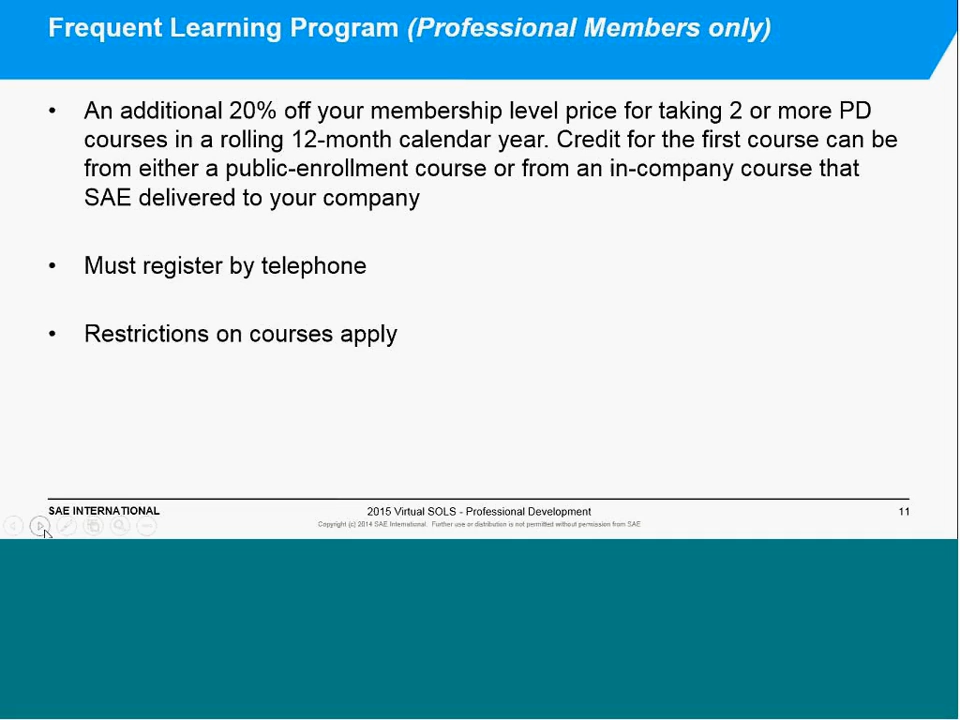 Frequent Learning Program (Professional Members only)
• An additional 20% off your membership level price for taking 2 or more PD
courses in a rolling 12-month calendar year. Credit for the first course can be
from either a public-enrollment course or from an in-company course that
SAE delivered to your company
• Must register by telephone
• Restrictions on courses apply
SAE INTERNATIONAL
2015 Virtual SOLS - Professional Development
11
Copyright (c) 2014 SAE International. Further use or distribution is not permitted without permission from SAE